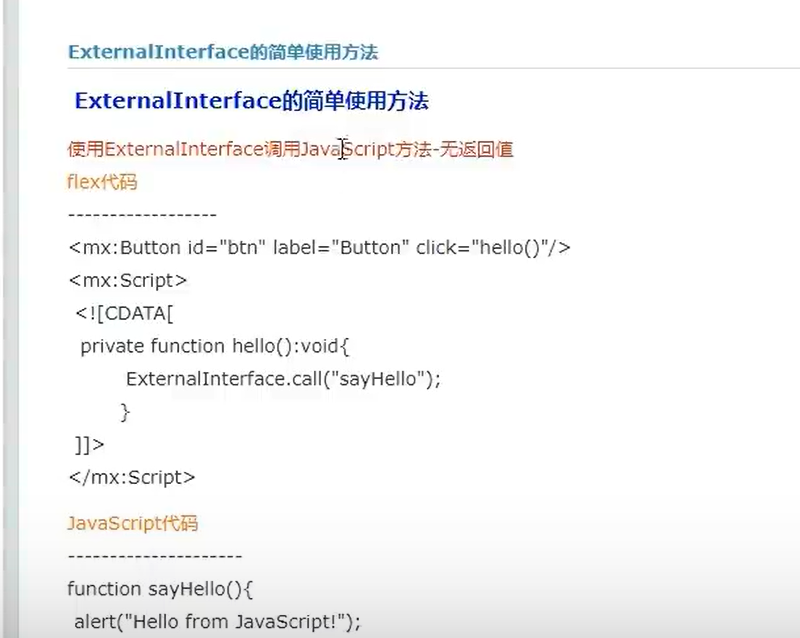 ExternalInterface的简单使用方法
ExternalInterface的简单使用方法
使用ExternalInterface调用JavaScript方法-无返回值
flex代码
------------------
<mx:Button id="btn" label="Button" click="hello()"/>
<mx:Script>
<![CDATA[
private function hello():void{
ExternalInterface.call("sayHello");
}
]]>
</mx:Script>
JavaScript代码
---------------------
function sayHello(){
alert("Hello from JavaScript!");